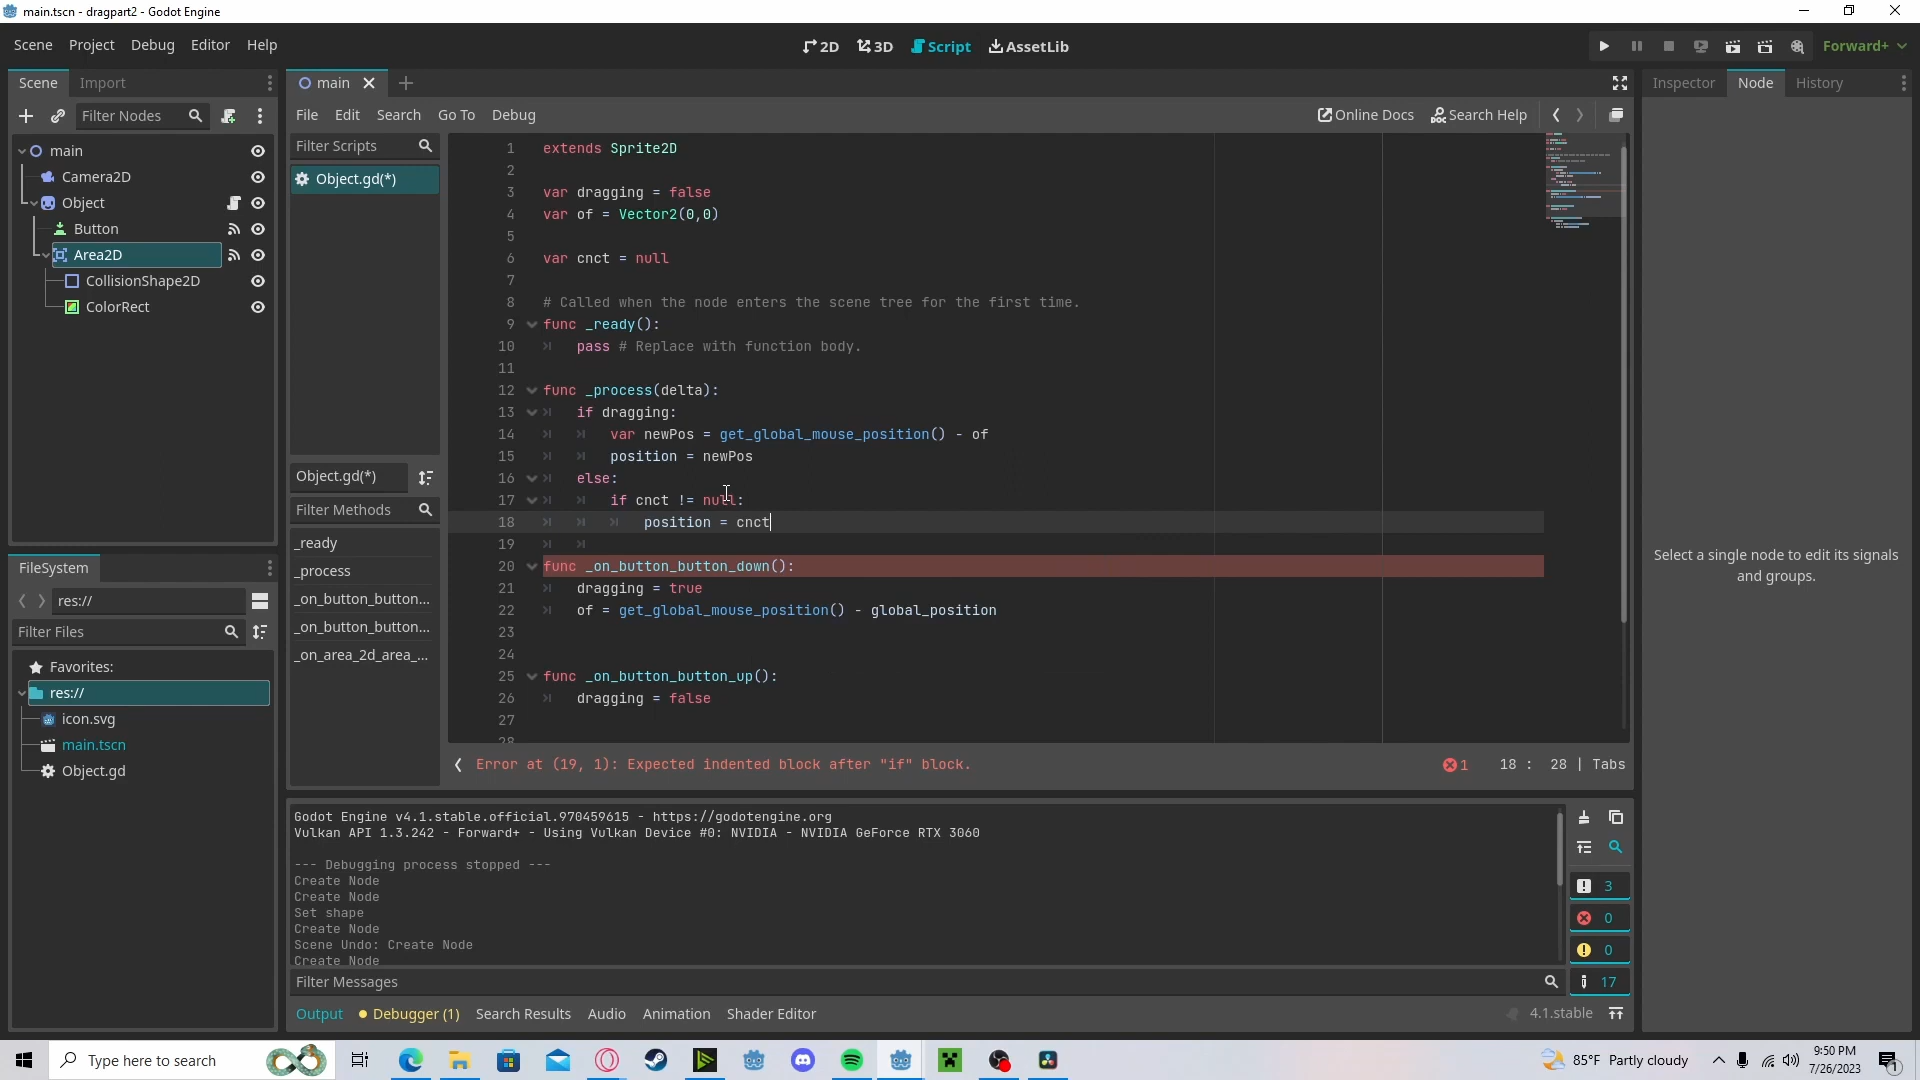 main.tscn - dragpart2 - Godot Engine
Scene Project Debug Editor Help
2D 3D Script AssetLib
Forward+
Scene Import
main
Inspector Node History
Filter Nodes
File Edit Search Go To Debug
Online Docs Search Help
main
Camera2D
Object
Button
Area2D
CollisionShape2D
ColorRect
Filter Scripts
Object.gd(*)
Object.gd(*)
Filter Methods
_ready
_process
_on_button_button...
_on_button_button...
_on_area_2d_area_...
1 extends Sprite2D
2
3 var dragging = false
4 var of = Vector2(0,0)
5
6 var cnct = null
7
8 # Called when the node enters the scene tree for the first time.
9 func _ready():
10 pass # Replace with function body.
11
12 func _process(delta):
13 if dragging:
14 var newPos = get_global_mouse_position() - of
15 position = newPos
16 else:
17 if cnct != null:
18 position = cnct
19
20 func _on_button_button_down():
21 dragging = true
22 of = get_global_mouse_position() - global_position
23
24
25 func _on_button_button_up():
26 dragging = false
27
28
Error at (19, 1): Expected indented block after "if" block.
1 18 : 28 | Tabs
Select a single node to edit its signals
and groups.
FileSystem
res://
Filter Files
Favorites:
res://
icon.svg
main.tscn
Object.gd
Godot Engine v4.1.stable.official.970459615 - https://godotengine.org
Vulkan API 1.3.242 - Forward+ - Using Vulkan Device #0: NVIDIA - NVIDIA GeForce RTX 3060
--- Debugging process stopped ---
Create Node
Create Node
Set shape
Create Node
Scene Undo: Create Node
Create Node
3
0
0
17
Filter Messages
Output Debugger (1) Search Results Audio Animation Shader Editor
4.1.stable
Type here to search
85°F Partly cloudy
9:50 PM
7/26/2023
1